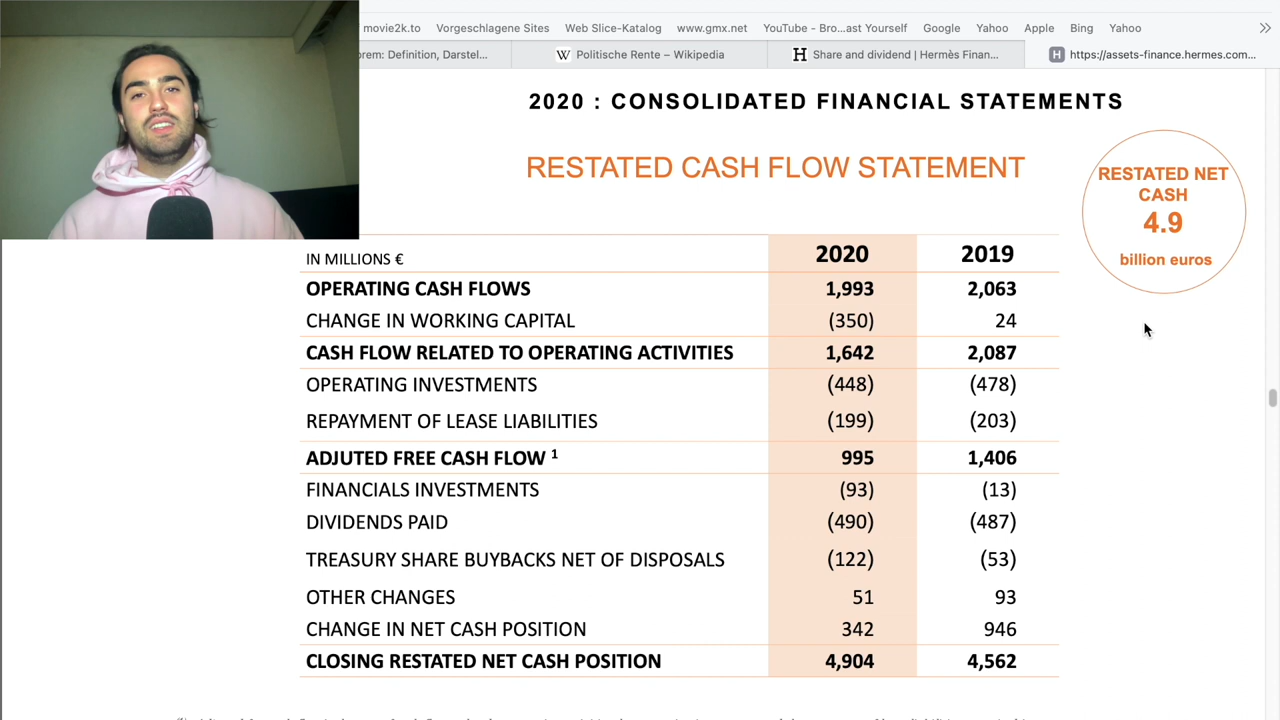 movie2k.to Vorgeschlagene Sites Web Slice-Katalog www.gmx.net YouTube - Bro...ast Yourself Google Yahoo Apple Bing Yahoo
orem: Definition, Darstel... Politische Rente – Wikipedia Share and dividend | Hermès Finan... https://assets-finance.hermes.com...
2020 : CONSOLIDATED FINANCIAL STATEMENTS
RESTATED CASH FLOW STATEMENT
RESTATED NET
CASH
4.9
billion euros
IN MILLIONS € 2020 2019
OPERATING CASH FLOWS 1,993 2,063
CHANGE IN WORKING CAPITAL (350) 24
CASH FLOW RELATED TO OPERATING ACTIVITIES 1,642 2,087
OPERATING INVESTMENTS (448) (478)
REPAYMENT OF LEASE LIABILITIES (199) (203)
ADJUTED FREE CASH FLOW 1 995 1,406
FINANCIALS INVESTMENTS (93) (13)
DIVIDENDS PAID (490) (487)
TREASURY SHARE BUYBACKS NET OF DISPOSALS (122) (53)
OTHER CHANGES 51 93
CHANGE IN NET CASH POSITION 342 946
CLOSING RESTATED NET CASH POSITION 4,904 4,562